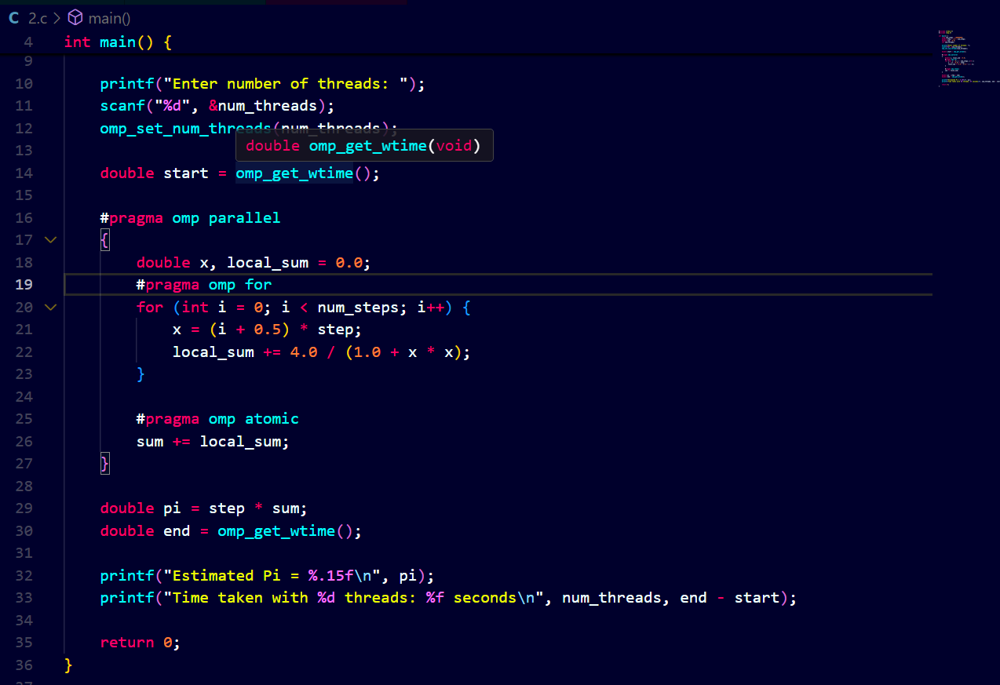 C 2.c > main()
4 int main() {
9
10 printf("Enter number of threads: ");
11 scanf("%d", &num_threads);
12 omp_set_num_threads(num_threads);
double omp_get_wtime(void)
13
14 double start = omp_get_wtime();
15
16 #pragma omp parallel
17 {
18 double x, local_sum = 0.0;
19 #pragma omp for
20 for (int i = 0; i < num_steps; i++) {
21 x = (i + 0.5) * step;
22 local_sum += 4.0 / (1.0 + x * x);
23 }
24
25 #pragma omp atomic
26 sum += local_sum;
27 }
28
29 double pi = step * sum;
30 double end = omp_get_wtime();
31
32 printf("Estimated Pi = %.15f\n", pi);
33 printf("Time taken with %d threads: %f seconds\n", num_threads, end - start);
34
35 return 0;
36 }
37